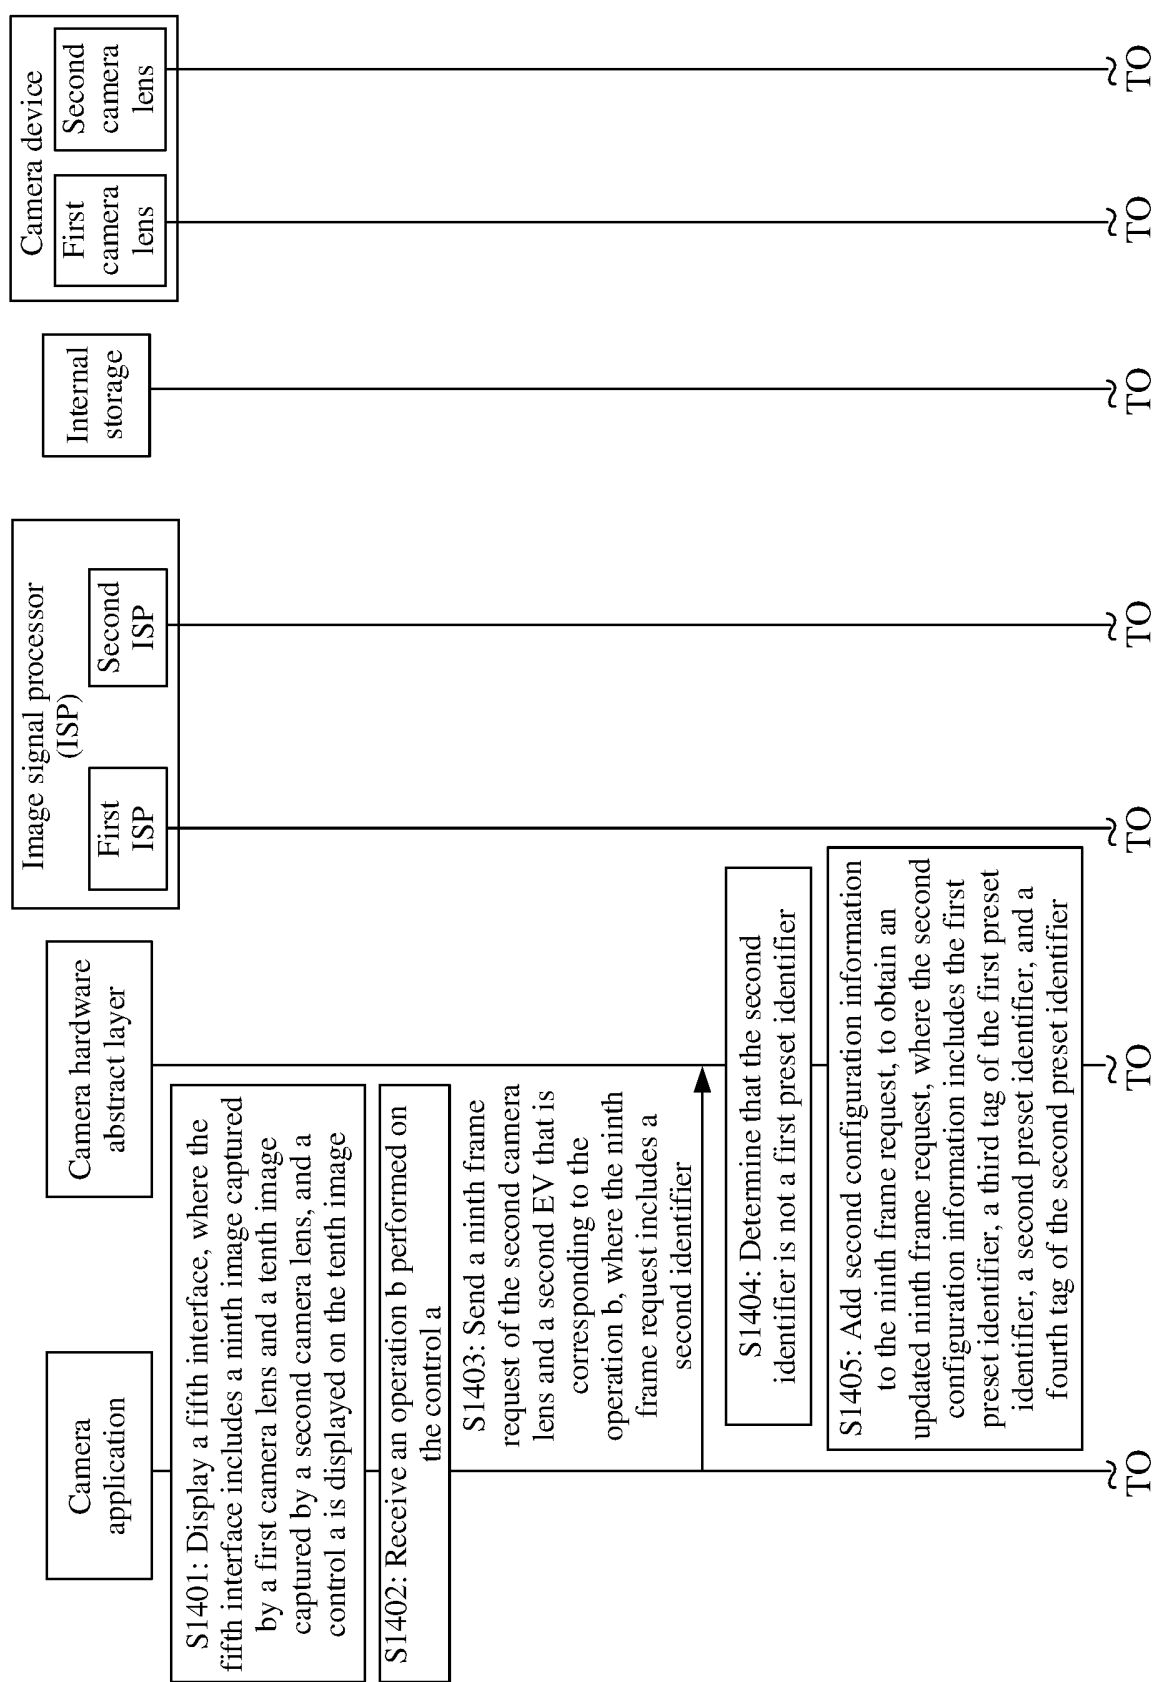 Camera
application
Camera hardware
abstract layer
Image signal processor
(ISP)
First
ISP
Second
ISP
Internal
storage
Camera device
First
camera
lens
Second
camera
lens
S1401: Display a fifth interface, where the
fifth interface includes a ninth image captured
by a first camera lens and a tenth image
captured by a second camera lens, and a
control a is displayed on the tenth image
S1402: Receive an operation b performed on
the control a
S1403: Send a ninth frame
request of the second camera
lens and a second EV that is
corresponding to the
operation b, where the ninth
frame request includes a
second identifier
S1404: Determine that the second
identifier is not a first preset identifier
S1405: Add second configuration information
to the ninth frame request, to obtain an
updated ninth frame request, where the second
configuration information includes the first
preset identifier, a third tag of the first preset
identifier, a second preset identifier, and a
fourth tag of the second preset identifier
TO
TO
TO
TO
TO
TO
TO